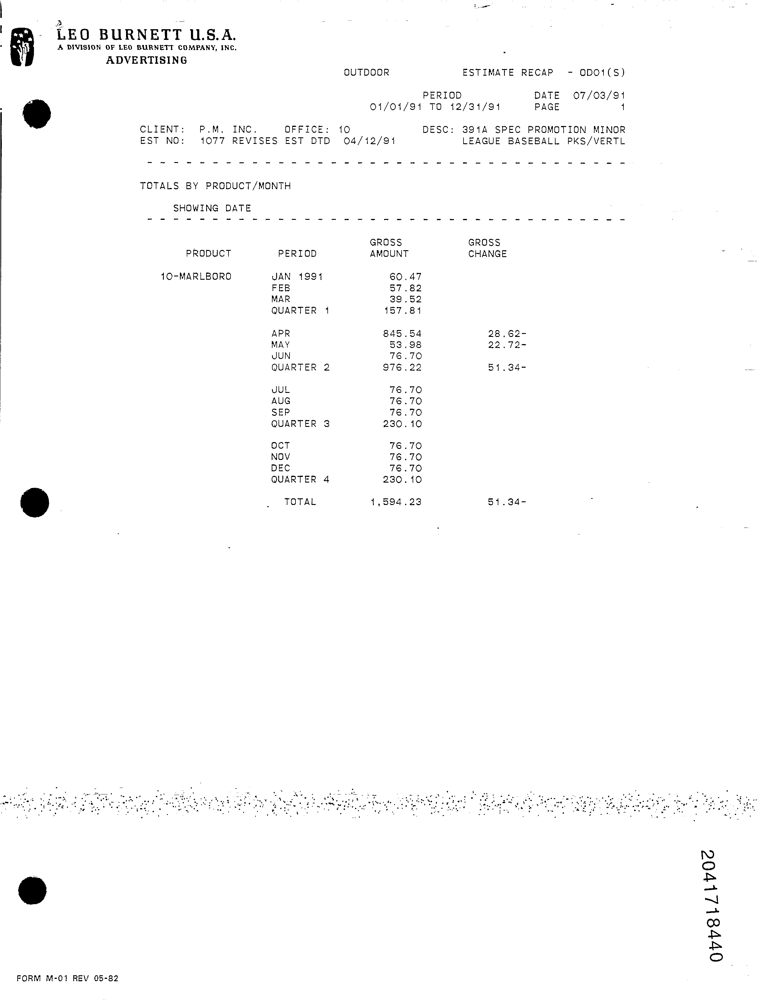 LEO BURNETT U.S.A.
A DIVISION OF LEO BURNETT COMPANY, INC.
ADVERTISING
OUTDOOR ESTIMATE RECAP - OD01(S)
PERIOD DATE 07/03/91
01/01/91 TO 12/31/91 PAGE 1
CLIENT: P.M. INC. OFFICE: 10 DESC: 391A SPEC PROMOTION MINOR
EST NO: 1077 REVISES EST DTD 04/12/91 LEAGUE BASEBALL PKS/VERTL
- - - - - - - - - - - - - - - - - - - - - - - - - - - - - - - - - - - - -
TOTALS BY PRODUCT/MONTH
SHOWING DATE
- - - - - - - - - - - - - - - - - - - - - - - - - - - - - - - - - - - - -
GROSS GROSS
PRODUCT PERIOD AMOUNT CHANGE
10-MARLBORO JAN 1991 60.47
FEB 57.82
MAR 39.52
QUARTER 1 157.81
APR 845.54 28.62-
MAY 53.98 22.72-
JUN 76.70
QUARTER 2 976.22 51.34-
JUL 76.70
AUG 76.70
SEP 76.70
QUARTER 3 230.10
OCT 76.70
NOV 76.70
DEC 76.70
QUARTER 4 230.10
TOTAL 1,594.23 51.34-
2041718440
FORM M-01 REV 05-82